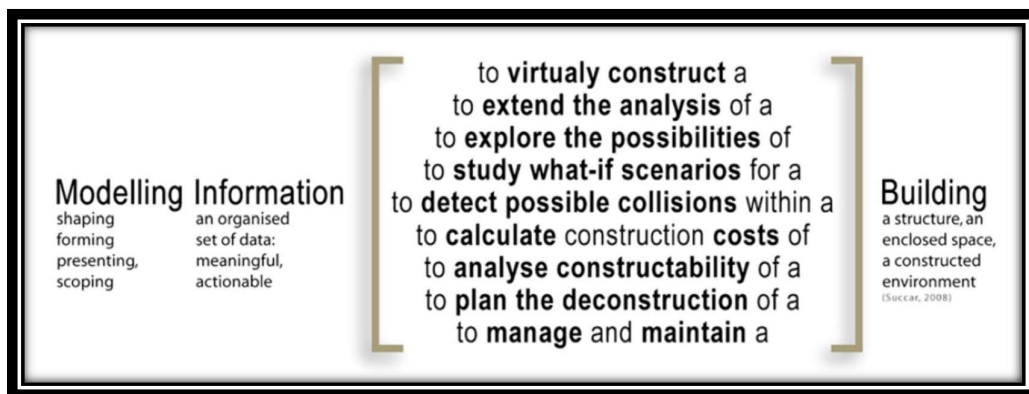 Modelling
shaping
forming
presenting,
scoping
Information
an organised
set of data:
meaningful,
actionable
to virtualy construct a
to extend the analysis of a
to explore the possibilities of
to study what-if scenarios for a
to detect possible collisions within a
to calculate construction costs of
to analyse constructability of a
to plan the deconstruction of a
to manage and maintain a
Building
a structure, an
enclosed space,
a constructed
environment
(Succar, 2008)